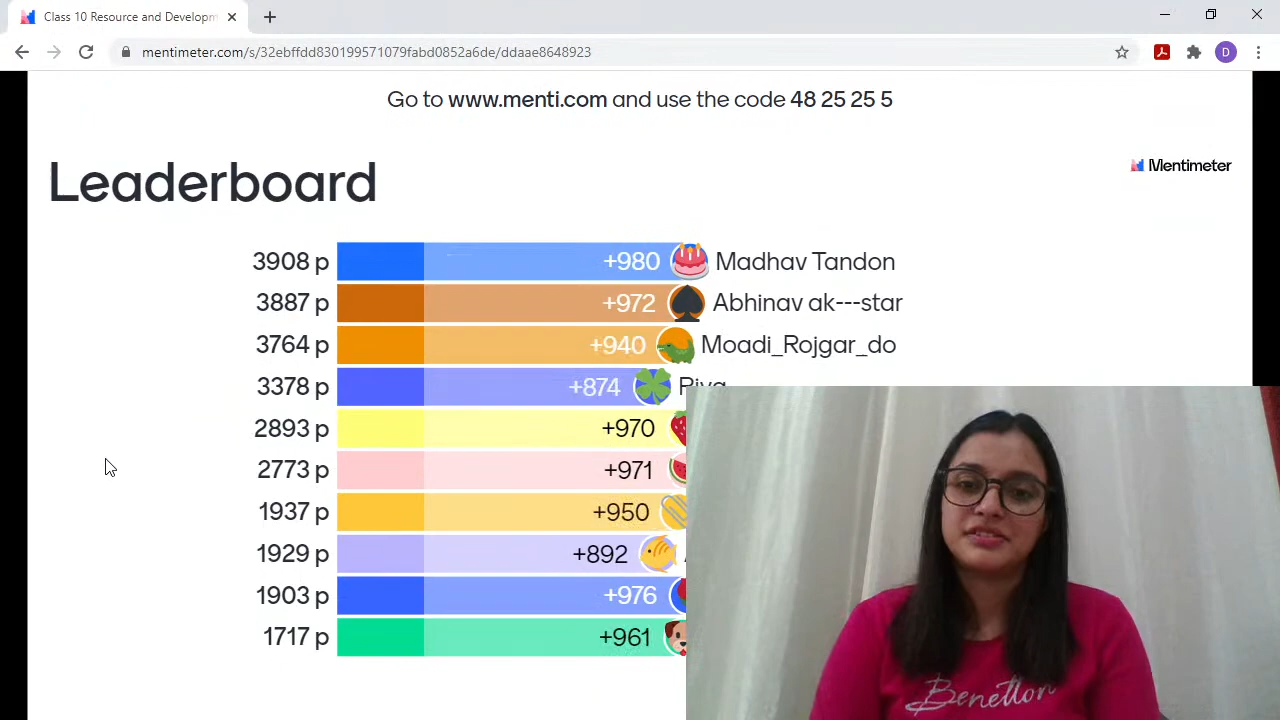 Class 10 Resource and Developm
mentimeter.com/s/32ebffdd830199571079fabd0852a6de/ddaae8648923
D
Go to www.menti.com and use the code 48 25 25 5
Leaderboard
Mentimeter
3908 p +980 Madhav Tandon
3887 p +972 Abhinav ak---star
3764 p +940 Moadi_Rojgar_do
3378 p +874
2893 p +970
2773 p +971
1937 p +950
1929 p +892
1903 p +976
1717 p +961
Benetton